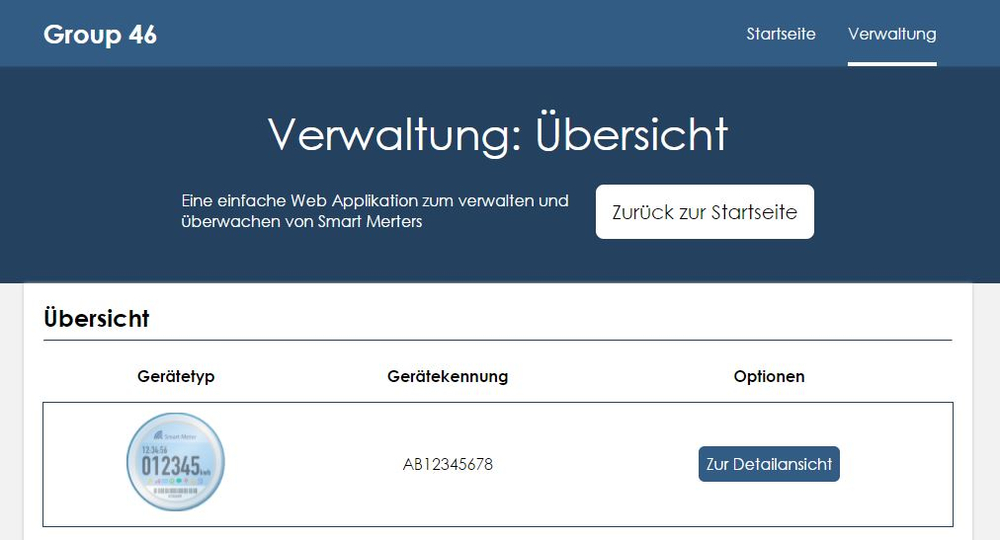 Group 46
Startseite
Verwaltung
Verwaltung: Übersicht
Eine einfache Web Applikation zum verwalten und
überwachen von Smart Merters
Zurück zur Startseite
Übersicht
Gerätetyp
Gerätekennung
Optionen
Smart Meter
12:34:56
012345 kwh
AB12345678
Zur Detailansicht